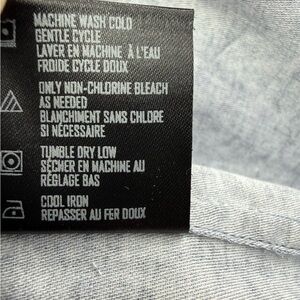 MACHINE WASH COLD
GENTLE CYCLE
LAVER EN MACHINE À L'EAU
FROIDE CYCLE DOUX
ONLY NON-CHLORINE BLEACH
AS NEEDED
BLANCHIMENT SANS CHLORE
SI NÉCESSAIRE
TUMBLE DRY LOW
SÉCHER EN MACHINE AU
RÉGLAGE BAS
COOL IRON
REPASSER AU FER DOUX